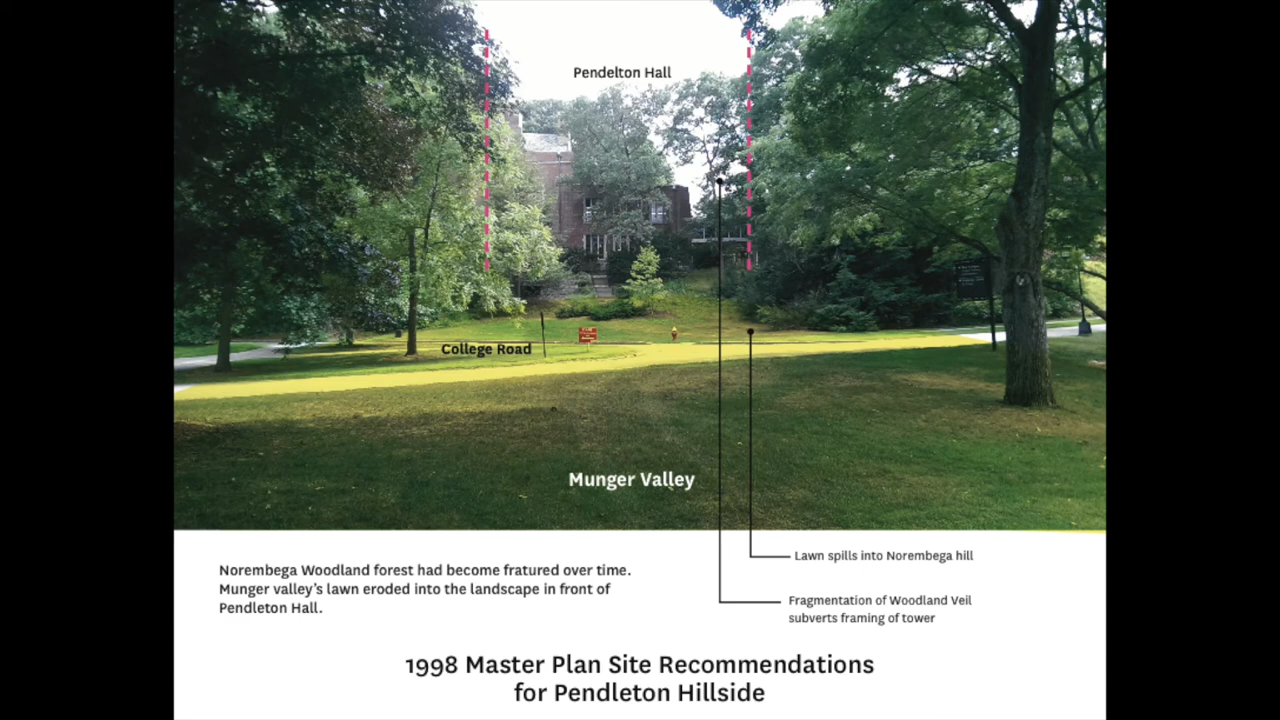 Pendelton Hall
College Road
Munger Valley
Lawn spills into Norembega hill
Norembega Woodland forest had become fratured over time.
Munger valley's lawn eroded into the landscape in front of
Pendleton Hall.
Fragmentation of Woodland Veil
subverts framing of tower
1998 Master Plan Site Recommendations
for Pendleton Hillside